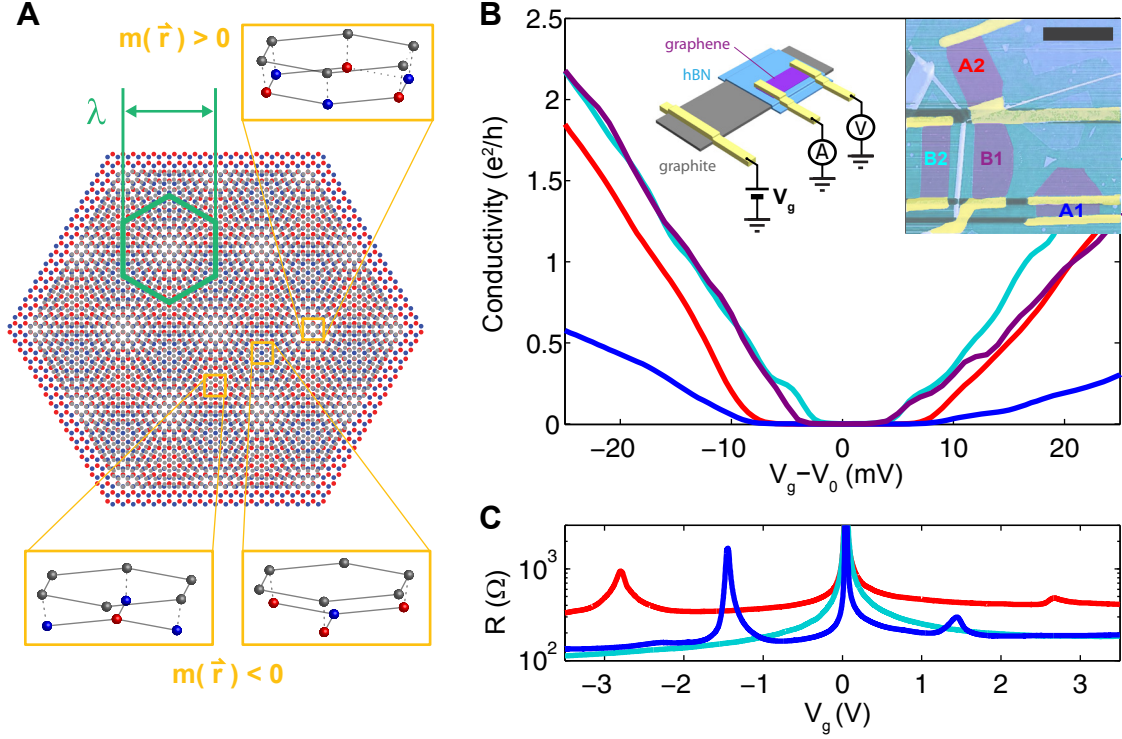 A
m( r⃗ ) > 0
λ
m( r⃗ ) < 0
B
Conductivity (e²/h)
2.5
2
1.5
1
0.5
0
−20
−10
0
10
20
V_g−V_0 (mV)
graphene
hBN
graphite
V_g
A
V
A2
B2
B1
A1
C
R (Ω)
10³
10²
−3
−2
−1
0
1
2
3
V_g (V)